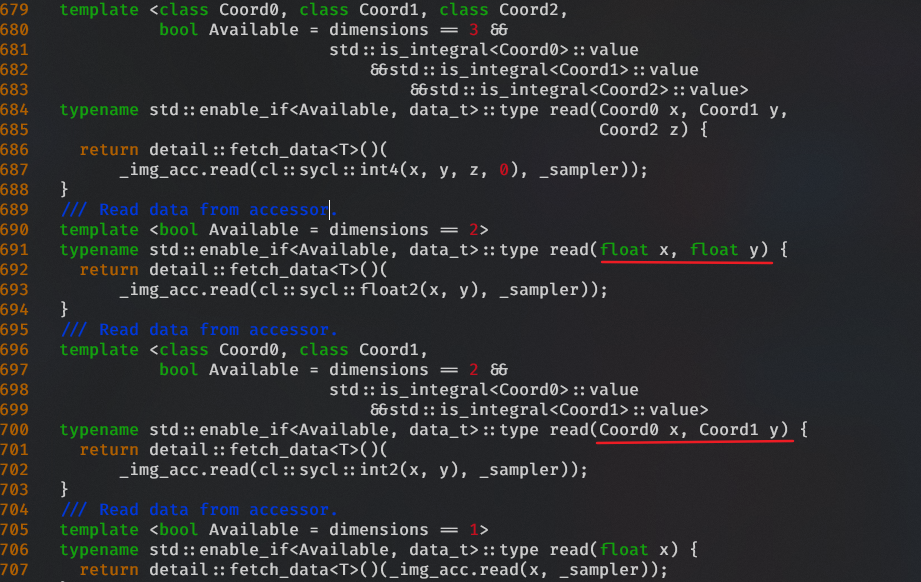 679 template <class Coord0, class Coord1, class Coord2,
680 bool Available = dimensions == 3 &&
681 std::is_integral<Coord0>::value
682 &&std::is_integral<Coord1>::value
683 &&std::is_integral<Coord2>::value>
684 typename std::enable_if<Available, data_t>::type read(Coord0 x, Coord1 y,
685 Coord2 z) {
686 return detail::fetch_data<T>()(
687 _img_acc.read(cl::sycl::int4(x, y, z, 0), _sampler));
688 }
689 /// Read data from accessor.
690 template <bool Available = dimensions == 2>
691 typename std::enable_if<Available, data_t>::type read(float x, float y) {
692 return detail::fetch_data<T>()(
693 _img_acc.read(cl::sycl::float2(x, y), _sampler));
694 }
695 /// Read data from accessor.
696 template <class Coord0, class Coord1,
697 bool Available = dimensions == 2 &&
698 std::is_integral<Coord0>::value
699 &&std::is_integral<Coord1>::value>
700 typename std::enable_if<Available, data_t>::type read(Coord0 x, Coord1 y) {
701 return detail::fetch_data<T>()(
702 _img_acc.read(cl::sycl::int2(x, y), _sampler));
703 }
704 /// Read data from accessor.
705 template <bool Available = dimensions == 1>
706 typename std::enable_if<Available, data_t>::type read(float x) {
707 return detail::fetch_data<T>()(_img_acc.read(x, _sampler));